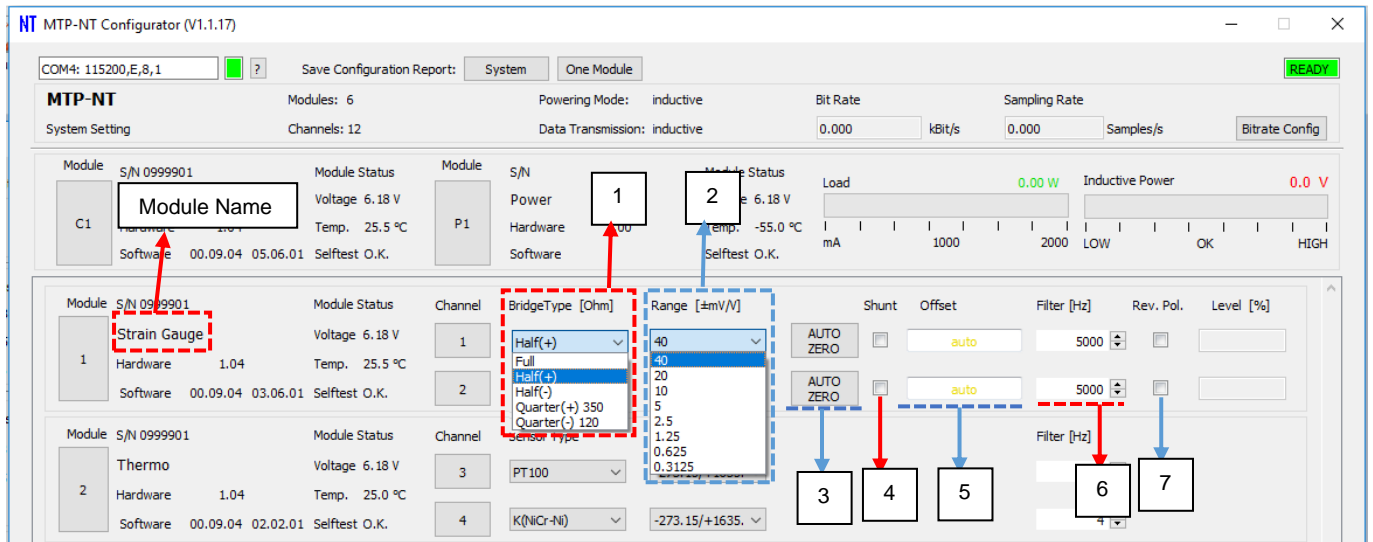 NT MTP-NT Configurator (V1.1.17)
COM4: 115200,E,8,1 ? Save Configuration Report: System One Module READY
MTP-NT Modules: 6 Powering Mode: inductive Bit Rate Sampling Rate
System Setting Channels: 12 Data Transmission: inductive 0.000 kBit/s 0.000 Samples/s Bitrate Config
Module S/N 0999901 Module Status Module S/N Module Status Load 0.00 W Inductive Power 0.0 V
Module Name Voltage 6.18 V Power 1 2 6.18 V
C1 Hardware 1.04 Temp. 25.5 ºC P1 Hardware Temp. -55.0 ºC mA 1000 2000 LOW OK HIGH
Software 00.09.04 05.06.01 Selftest O.K. Software Selftest O.K.
Module S/N 0999901 Module Status Channel BridgeType [Ohm] Range [±mV/V] Shunt Offset Filter [Hz] Rev. Pol. Level [%]
Strain Gauge Voltage 6.18 V 1 Half(+) 40 AUTO ZERO auto 5000
1 Hardware 1.04 Temp. 25.5 ºC
Software 00.09.04 03.06.01 Selftest O.K. 2 AUTO ZERO auto 5000
Full
Half(+)
Half(-)
Quarter(+) 350
Quarter(-) 120
40
20
10
5
2.5
1.25
0.625
0.3125
Module S/N 0999901 Module Status Channel Sensor Type Filter [Hz]
Thermo Voltage 6.18 V 3 PT100 -273.15/+1635.
2 Hardware 1.04 Temp. 25.0 ºC
Software 00.09.04 02.02.01 Selftest O.K. 4 K(NiCr-Ni) -273.15/+1635. 4
3 4 5 6 7